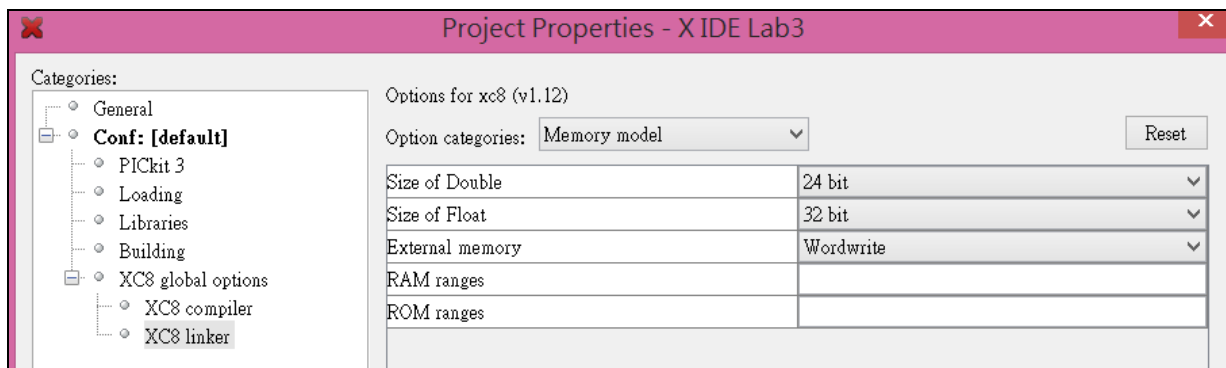 Project Properties - X IDE Lab3
Categories:
General
Conf: [default]
PICkit 3
Loading
Libraries
Building
XC8 global options
XC8 compiler
XC8 linker
Options for xc8 (v1.12)
Option categories: Memory model
Reset
Size of Double 24 bit
Size of Float 32 bit
External memory Wordwrite
RAM ranges
ROM ranges